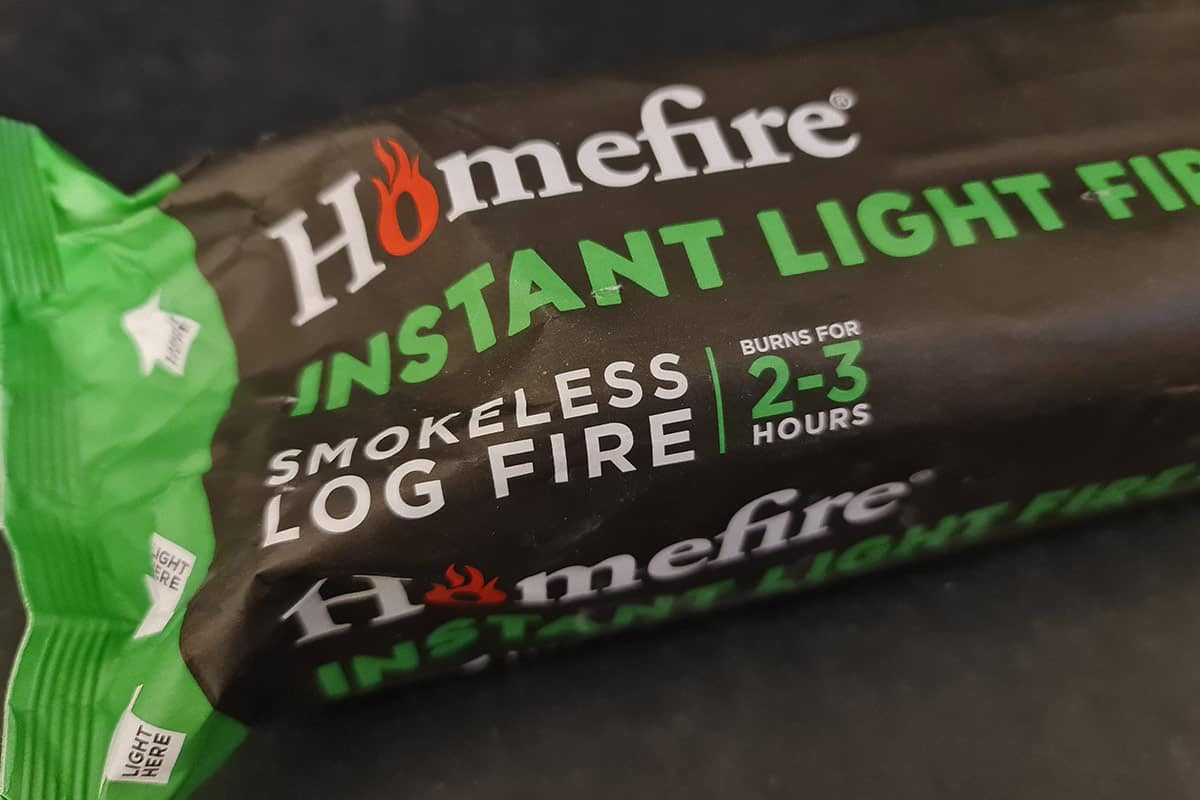 Homefire®
INSTANT LIGHT FIR
SMOKELESS
LOG FIRE
BURNS FOR
2-3
HOURS
Homefire
INSTANT LIGHT FIRE
LIGHT
HERE
LIGHT
HERE